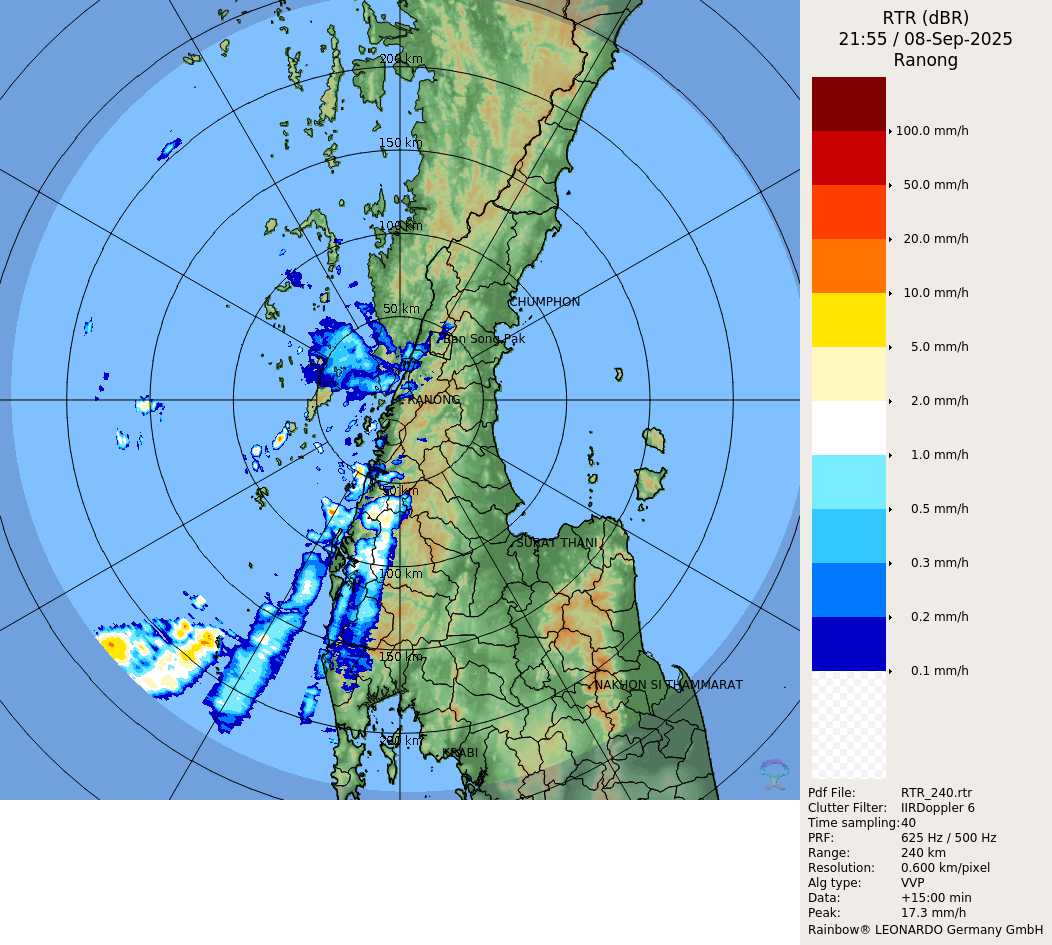 RTR (dBR)
21:55 / 08-Sep-2025
Ranong
200 km
150 km
100 km
50 km
CHUMPHON
Ban Song Pak
RANONG
50 km
SURAT THANI
100 km
150 km
NAKHON SI THAMMARAT
200 km
KRABI
100.0 mm/h
50.0 mm/h
20.0 mm/h
10.0 mm/h
5.0 mm/h
2.0 mm/h
1.0 mm/h
0.5 mm/h
0.3 mm/h
0.2 mm/h
0.1 mm/h
Pdf File: RTR_240.rtr
Clutter Filter: IIRDoppler 6
Time sampling: 40
PRF: 625 Hz / 500 Hz
Range: 240 km
Resolution: 0.600 km/pixel
Alg type: VVP
Data: +15:00 min
Peak: 17.3 mm/h
Rainbow® LEONARDO Germany GmbH